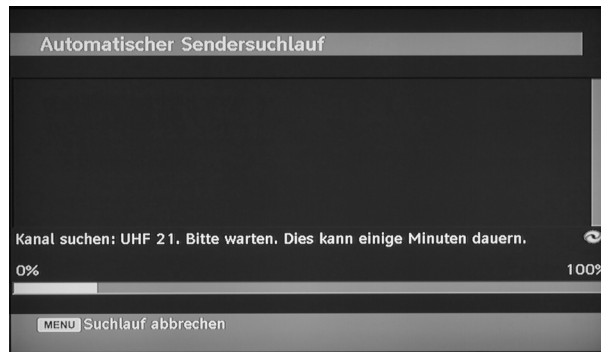 Automatischer Sendersuchlauf
Kanal suchen: UHF 21. Bitte warten. Dies kann einige Minuten dauern.
0% 100%
MENU Suchlauf abbrechen